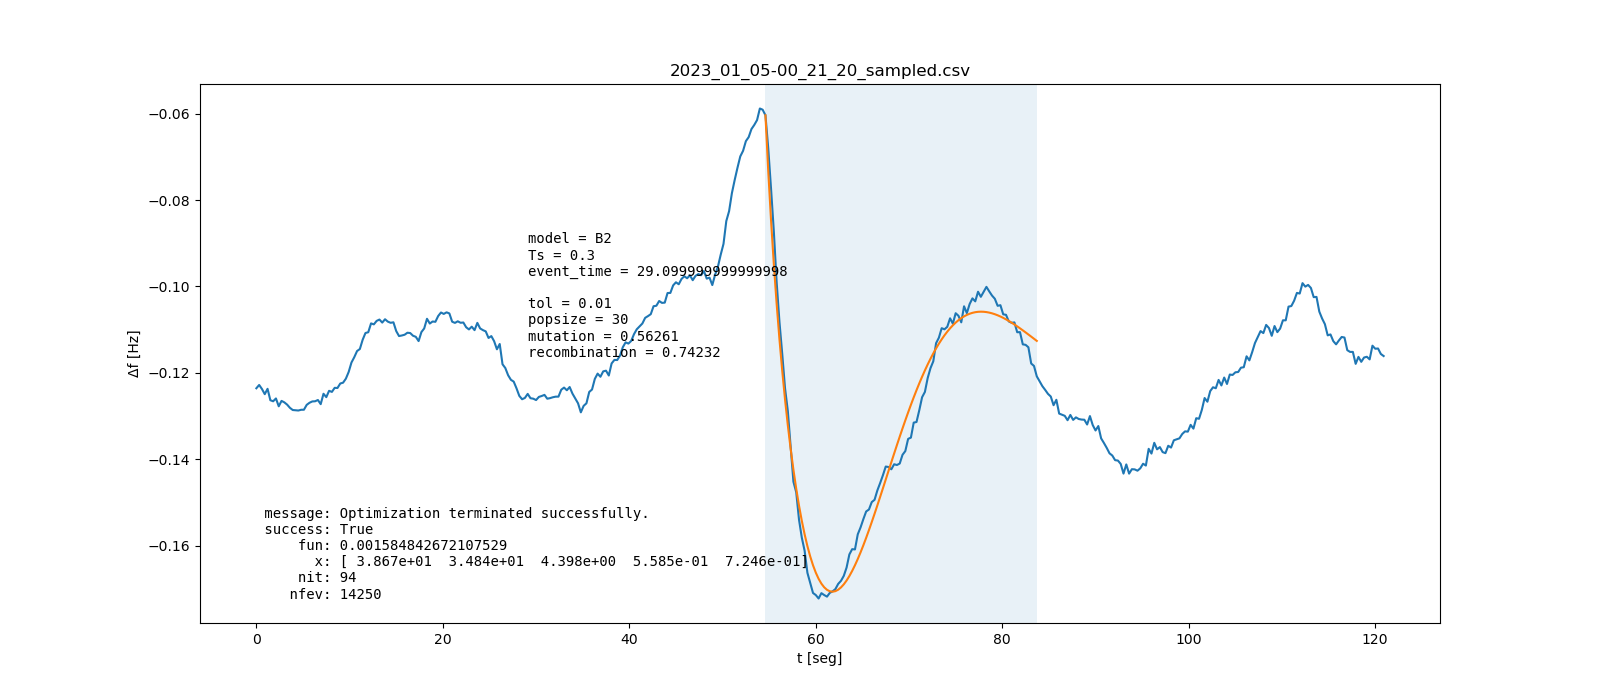 2023_01_05-00_21_20_sampled.csv
−0.06
−0.08
−0.10
−0.12
−0.14
−0.16
Δf [Hz]
model = B2
Ts = 0.3
event_time = 29.099999999999998
tol = 0.01
popsize = 30
mutation = 0.56261
recombination = 0.74232
message: Optimization terminated successfully.
success: True
fun: 0.001584842672107529
x: [ 3.867e+01  3.484e+01  4.398e+00  5.585e-01  7.246e-01]
nit: 94
nfev: 14250
0 20 40 60 80 100 120
t [seg]